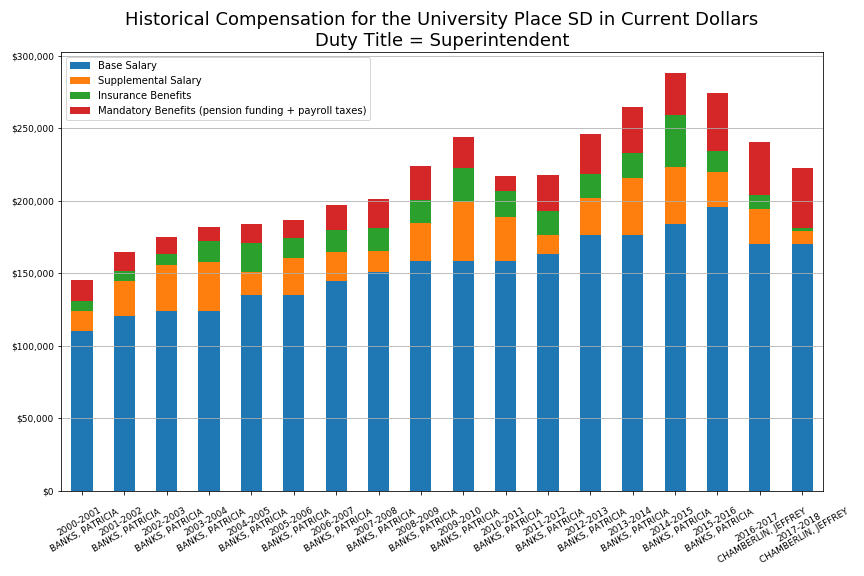 Historical Compensation for the University Place SD in Current Dollars
Duty Title = Superintendent
Base Salary
Supplemental Salary
Insurance Benefits
Mandatory Benefits (pension funding + payroll taxes)
$300,000
$250,000
$200,000
$150,000
$100,000
$50,000
$0
2000-2001
BANKS, PATRICIA
2001-2002
BANKS, PATRICIA
2002-2003
BANKS, PATRICIA
2003-2004
BANKS, PATRICIA
2004-2005
BANKS, PATRICIA
2005-2006
BANKS, PATRICIA
2006-2007
BANKS, PATRICIA
2007-2008
BANKS, PATRICIA
2008-2009
BANKS, PATRICIA
2009-2010
BANKS, PATRICIA
2010-2011
BANKS, PATRICIA
2011-2012
BANKS, PATRICIA
2012-2013
BANKS, PATRICIA
2013-2014
BANKS, PATRICIA
2014-2015
BANKS, PATRICIA
2015-2016
BANKS, PATRICIA
2016-2017
CHAMBERLIN, JEFFREY
2017-2018
CHAMBERLIN, JEFFREY